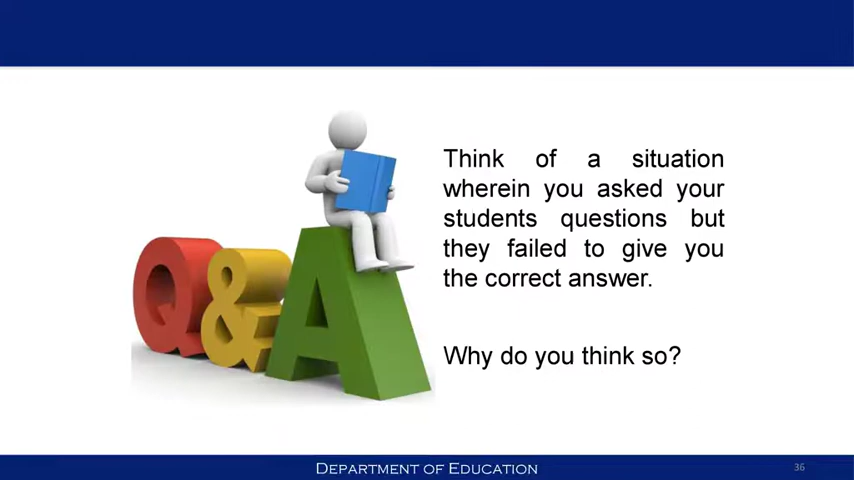 Think of a situation
wherein you asked your
students questions but
they failed to give you
the correct answer.
Why do you think so?
Q&A
DEPARTMENT OF EDUCATION
36